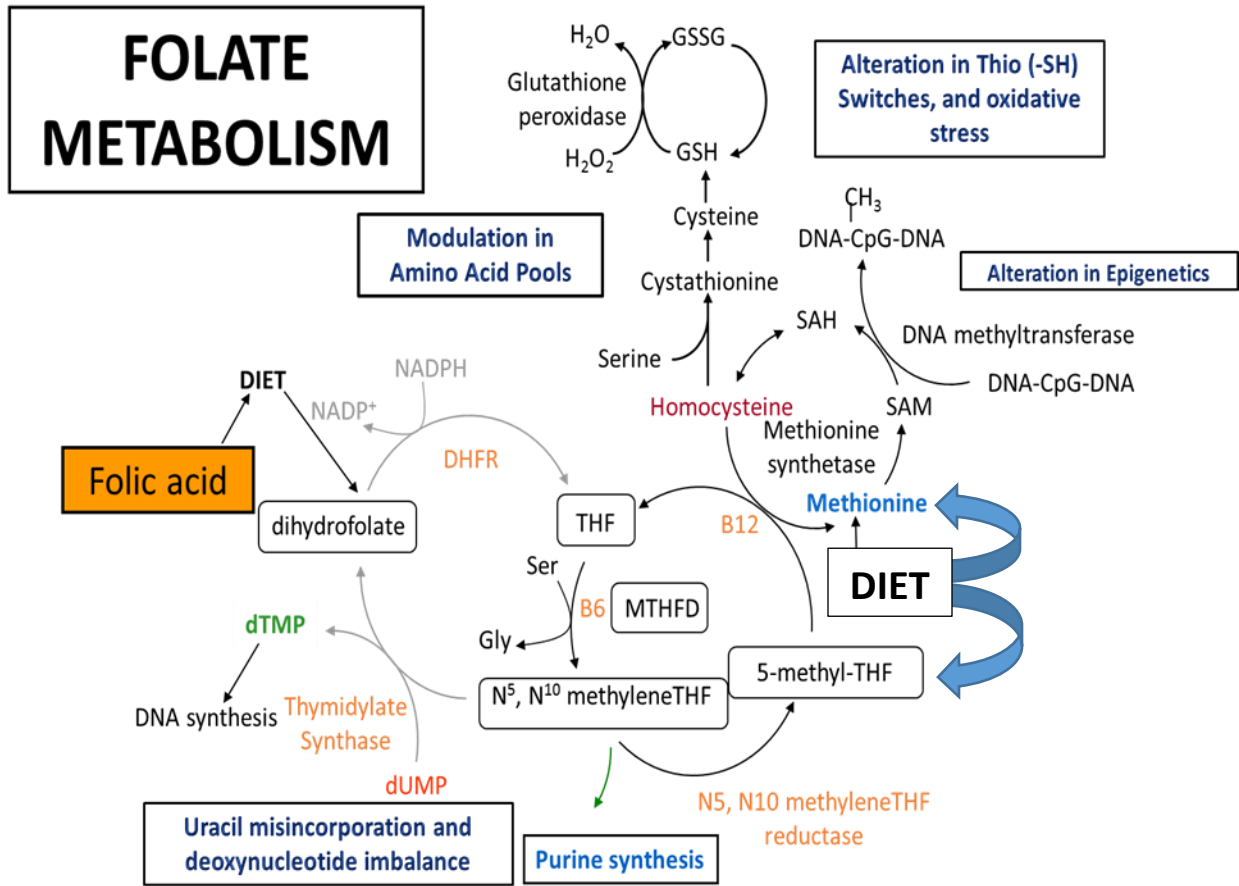 FOLATE
METABOLISM
H₂O
GSSG
Glutathione
peroxidase
H₂O₂
GSH
Alteration in Thio (-SH)
Switches, and oxidative
stress
Modulation in
Amino Acid Pools
Cysteine
Cystathionine
Serine
CH₃
DNA-CpG-DNA
Alteration in Epigenetics
SAH
DNA methyltransferase
DNA-CpG-DNA
SAM
Homocysteine
Methionine
synthetase
Methionine
DIET
NADPH
NADP⁺
DHFR
DIET
Folic acid
dihydrofolate
THF
B12
Ser
B6
MTHFD
Gly
dTMP
DNA synthesis
Thymidylate
Synthase
dUMP
N⁵, N¹⁰ methyleneTHF
5-methyl-THF
N5, N10 methyleneTHF
reductase
Uracil misincorporation and
deoxynucleotide imbalance
Purine synthesis